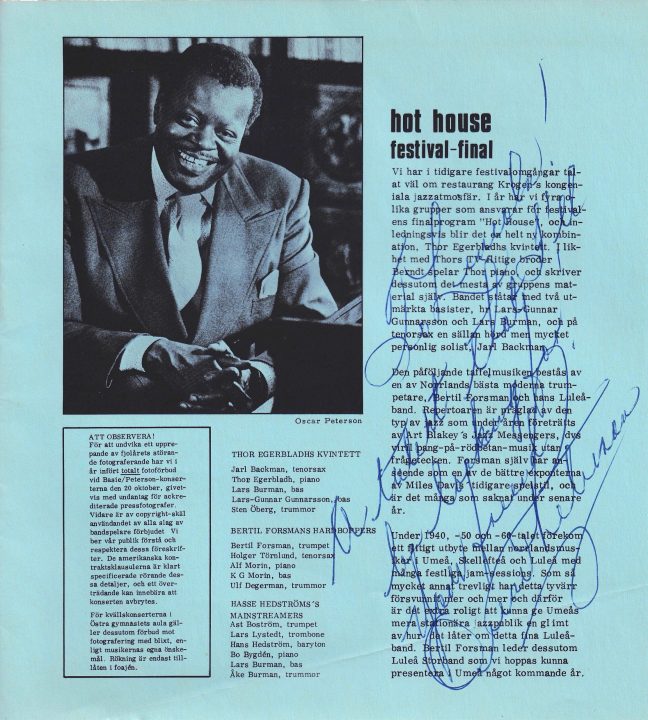 Oscar Peterson
ATT OBSERVERA!
För att undvika ett uppre-
pande av fjolårets störan-
de fotograferande har vi i
år infört totalt fotoförbud
vid Basie/Peterson-konser-
terna den 20 oktober, givet-
vis med undantag för ackre-
diterade pressfotografer.
Vidare är av copyright-skäl
användandet av alla slag av
bandspelare förbjudet  Vi
ber vår publik förstå och
respektera dessa föreskrif-
ter. De amerikanska kon-
traktsklausulerna är klart
specificerade rörande des-
sa detaljer, och ett över-
trädande kan innebära att
konserten avbrytes.
För kvällskonserterna i
Östra gymnasiets aula gäl-
ler dessutom förbud mot
fotografering med blixt, en-
ligt musikernas egna önske-
mål. Rökning är endast till-
låten i foajén.
THOR EGERBLADHS KVINTETT
Jarl Backman, tenorsax
Thor Egerbladh, piano
Lars Burman, bas
Lars-Gunnar Gunnarsson, bas
Sten Öberg, trummor
BERTIL FORSMANS HARDBOPPERS
Bertil Forsman, trumpet
Holger Törnlund, tenorsax
Alf Morin, piano
K G Morin, bas
Ulf Degerman, trummor
HASSE HEDSTRÖMS'S
MAINSTREAMERS
Ast Boström, trumpet
Lars Lystedt, trombone
Hans Hedström, baryton
Bo Bygdén, piano
Lars Burman, bas
Åke Burman, trummor
hot house
festival-final
Vi har i tidigare festivalomgångar tal-
at väl om restaurang Krogen's kongen-
iala jazzatmosfär. I år har vi fyra o-
lika grupper som ansvarar för festival-
ens finalprogram "Hot House", och in-
ledningsvis blir det en helt ny kombin-
ation, Thor Egerbladhs kvintett. I lik-
het med Thors TV-flitige broder
Berndt spelar Thor piano, och skriver
dessutom det mesta av gruppens mat-
erial själv. Bandet ståtar med två ut-
märkta basister, hr Lars-Gunnar
Gunnarsson och Lars Burman, och på
tenorsax en sällan hörd men mycket
personlig solist, Jarl Backman.
Den påföljande taffelmusiken bestås av
en av Norrlands bästa moderna trum-
petare, Bertil Forsman och hans Luleå-
band. Repertoaren är präglad av den
typ av jazz som under åren företrätts
av Art Blakey's Jazz Messengers, dvs
viril pang-på-rödbetan-musik utan
frågetecken. Forsman själv har an-
seende som en av de bättre exponterna
av Miles Davis' tidigare spelstil, och
är det många som saknat under senare
år.
Under 1940, -50 och -60-talet förekom
ett flitigt utbyte mellan norrlandsmus-
iker i Umeå, Skellefteå och Luleå med
många festliga jam-sessions. Som så
mycket annat trevligt har detta tyvärr
försvunnit mer och mer och därför
är det extra roligt att kunna ge Umeås
mera stationära jazzpublik en glimt
av hur det låter om detta fina Luleå-
band. Bertil Forsman leder dessutom
Luleå Storband som vi hoppas kunna
presentera i Umeå något kommande år.